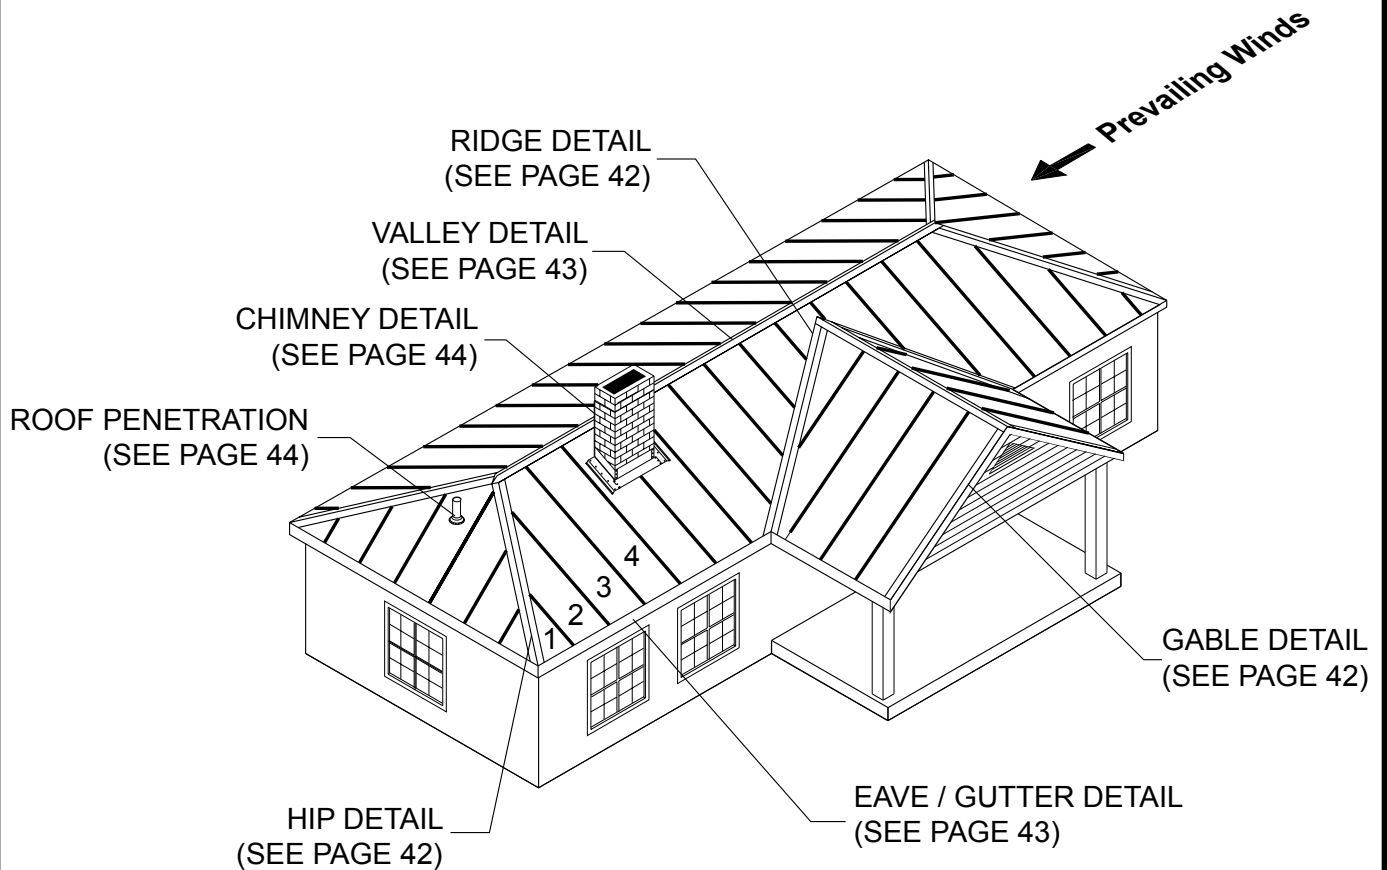 Prevailing Winds
RIDGE DETAIL
(SEE PAGE 42)
VALLEY DETAIL
(SEE PAGE 43)
CHIMNEY DETAIL
(SEE PAGE 44)
ROOF PENETRATION
(SEE PAGE 44)
4
3
2
1
GABLE DETAIL
(SEE PAGE 42)
EAVE / GUTTER DETAIL
(SEE PAGE 43)
HIP DETAIL
(SEE PAGE 42)